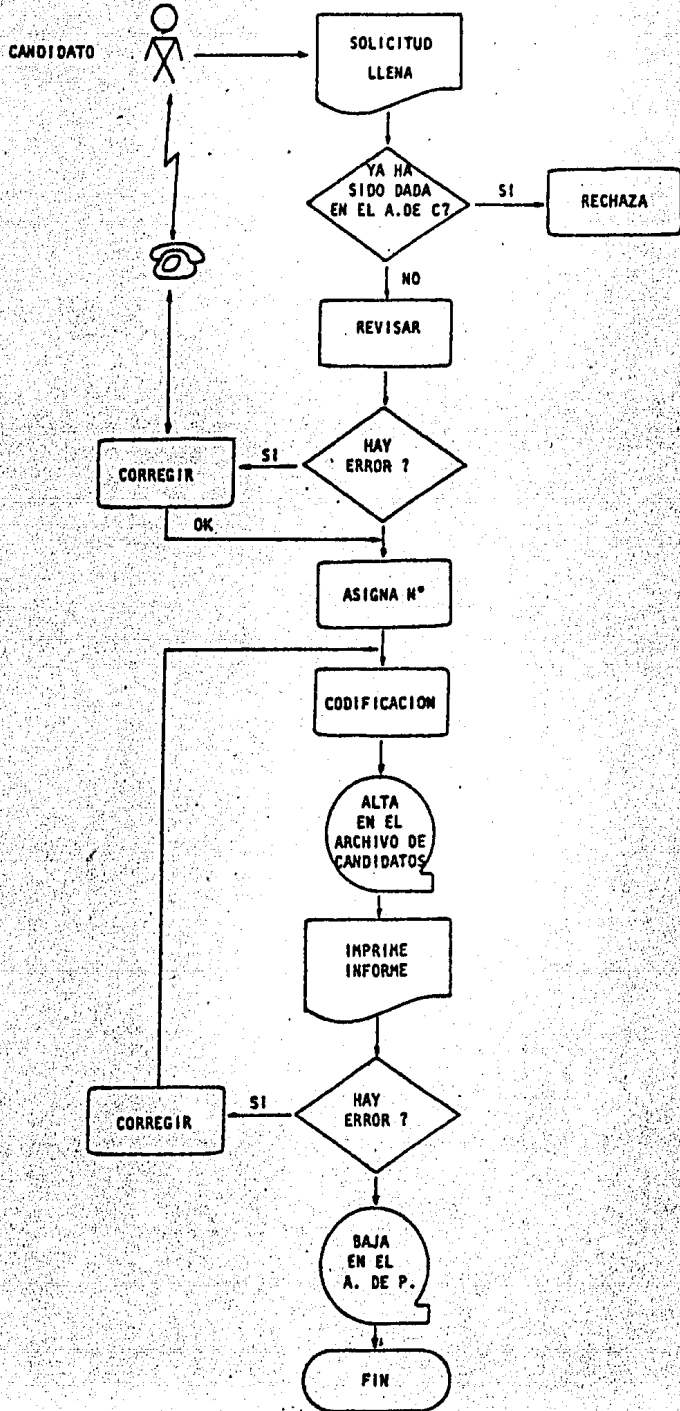 CANDIDATO
SOLICITUD
LLENA
YA HA
SIDO DADA
EN EL A.DE C?
SI
RECHAZA
NO
REVISAR
HAY
ERROR ?
SI
CORREGIR
OK
ASIGNA Nº
CODIFICACION
ALTA
EN EL
ARCHIVO DE
CANDIDATOS
IMPRIME
INFORME
HAY
ERROR ?
SI
CORREGIR
BAJA
EN EL
A. DE P.
FIN